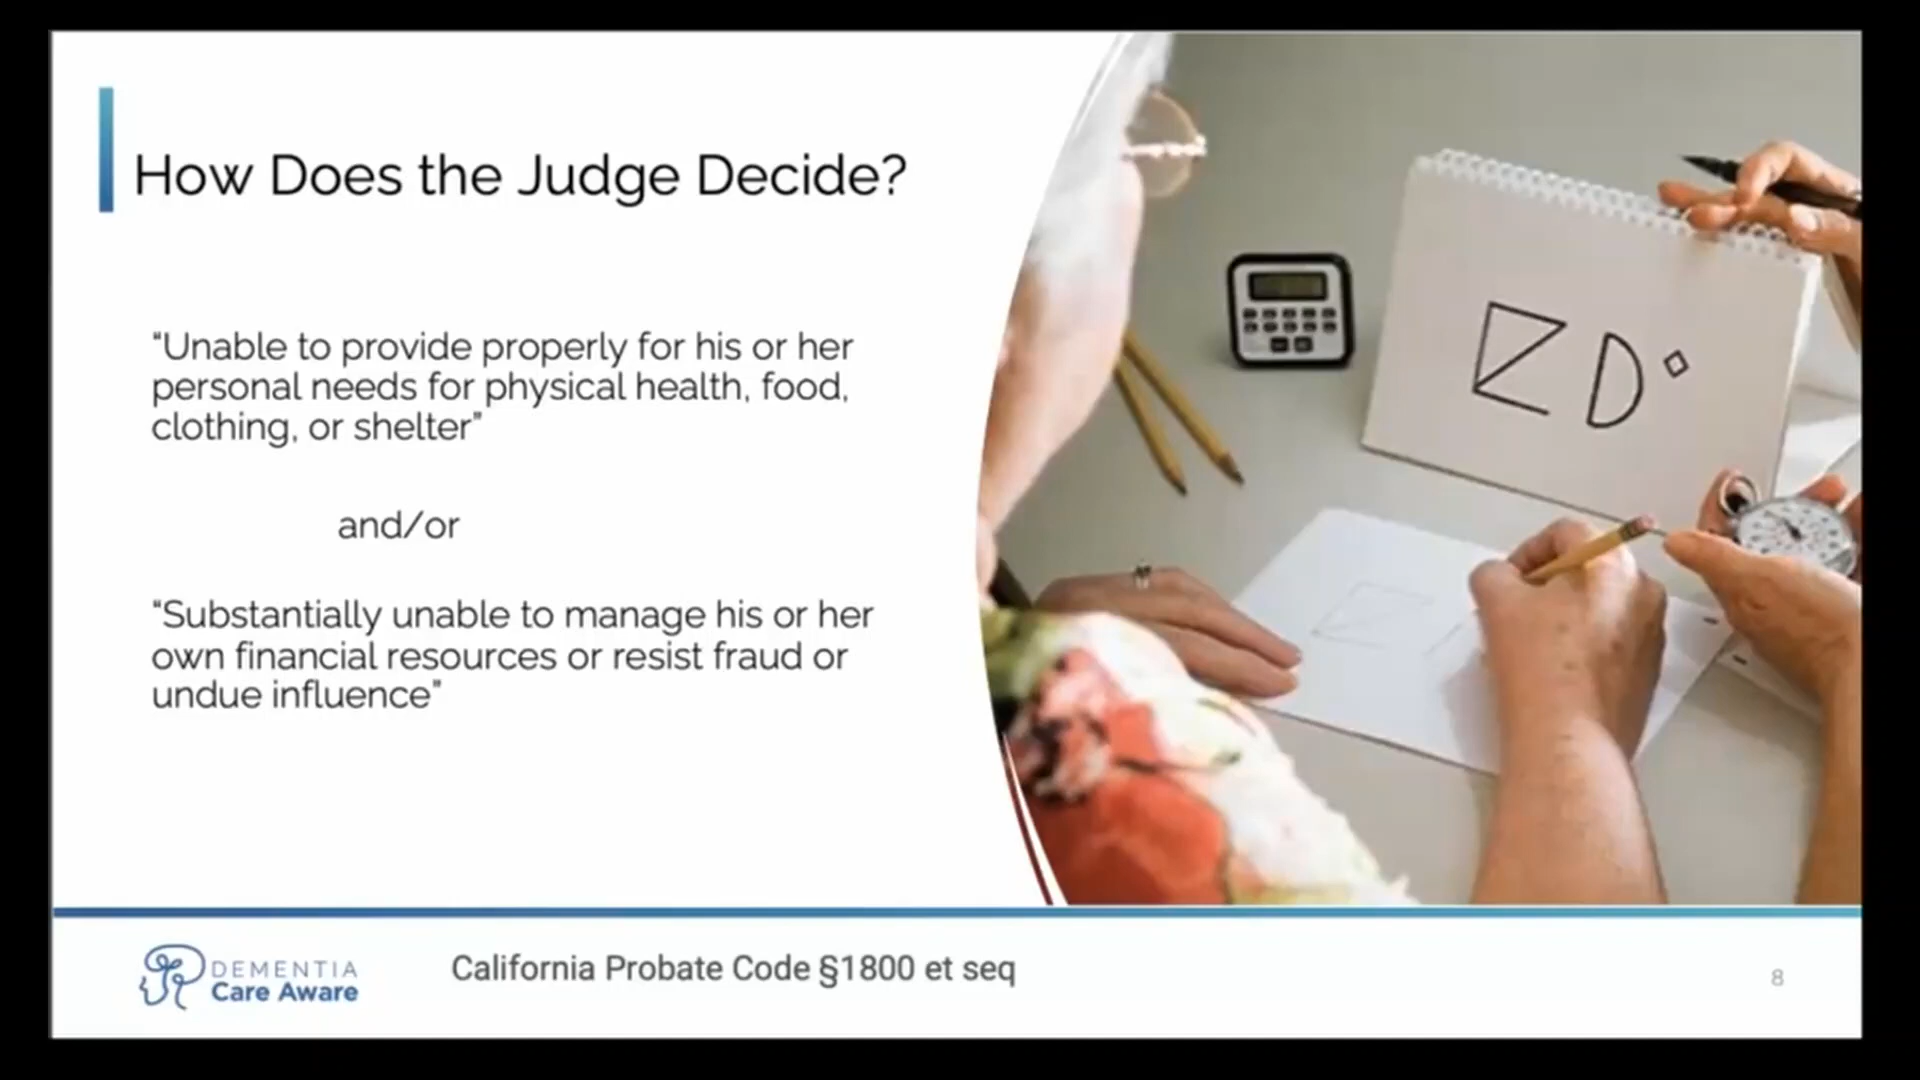 How Does the Judge Decide?
“Unable to provide properly for his or her
personal needs for physical health, food,
clothing, or shelter”
and/or
“Substantially unable to manage his or her
own financial resources or resist fraud or
undue influence”
DEMENTIA
Care Aware
California Probate Code §1800 et seq
8